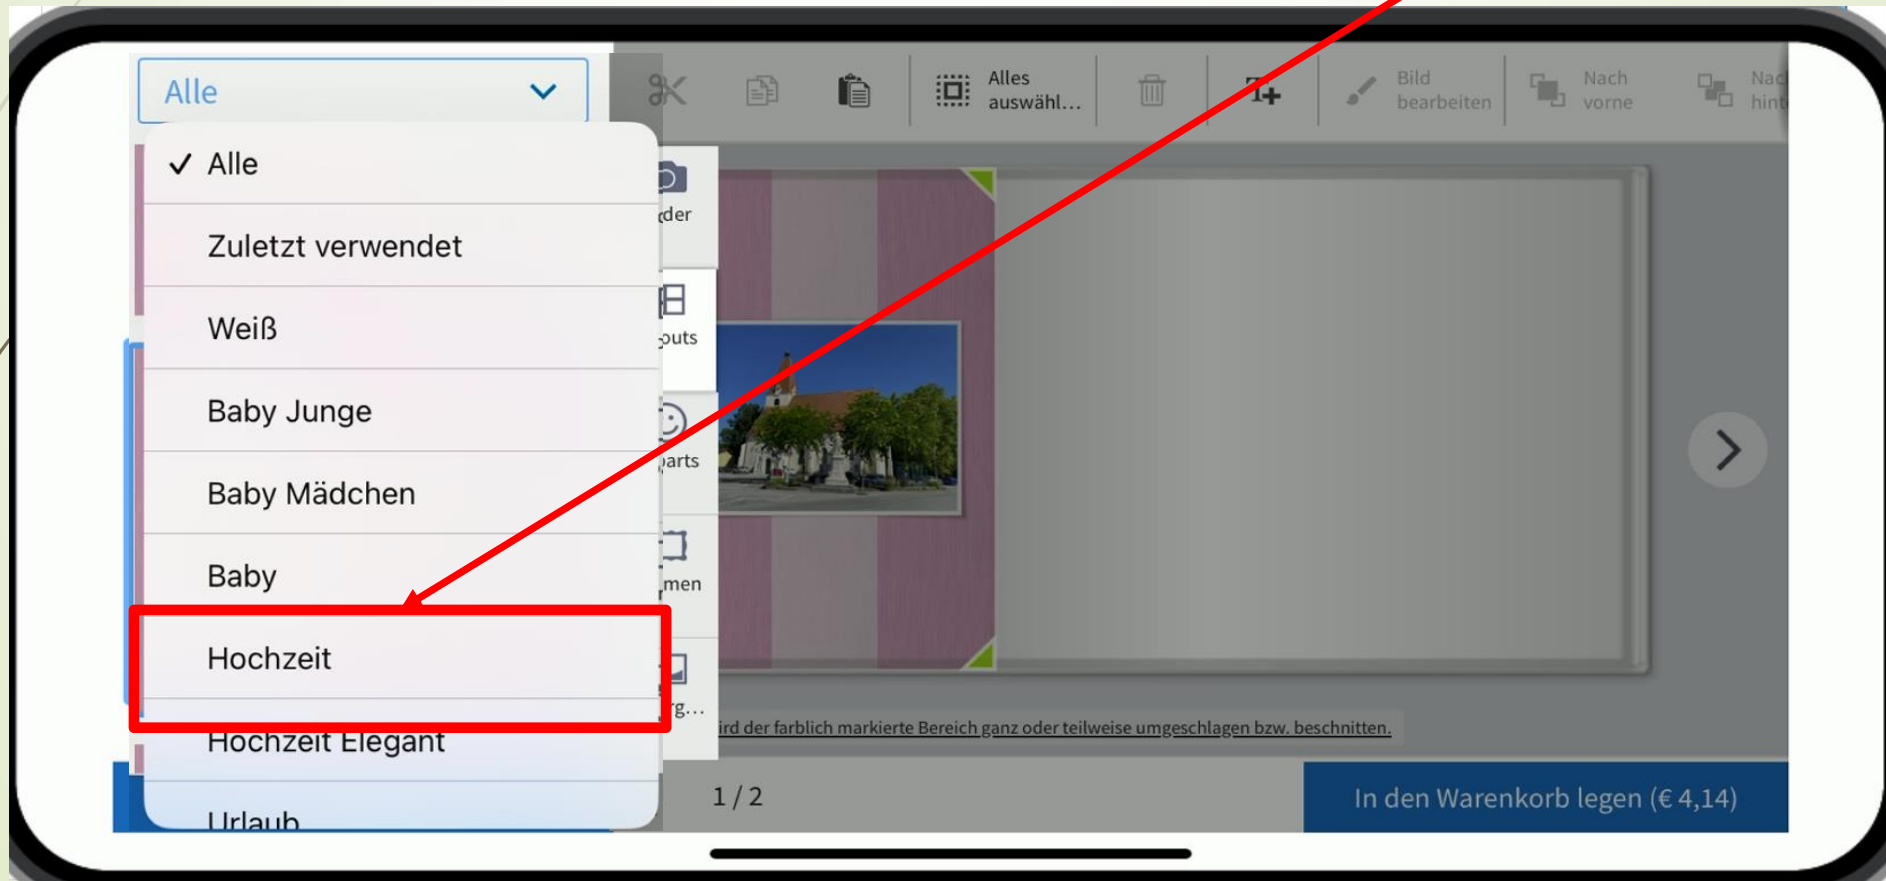 Alle
Alles
auswähl...
Bild
bearbeiten
Nach
vorne
Alle
Zuletzt verwendet
Weiß
Baby Junge
Baby Mädchen
Baby
Hochzeit
Hochzeit Elegant
Urlaub
der
outs
parts
men
rg...
ird der farblich markierte Bereich ganz oder teilweise umgeschlagen bzw. beschnitten.
1 / 2
In den Warenkorb legen (€ 4,14)